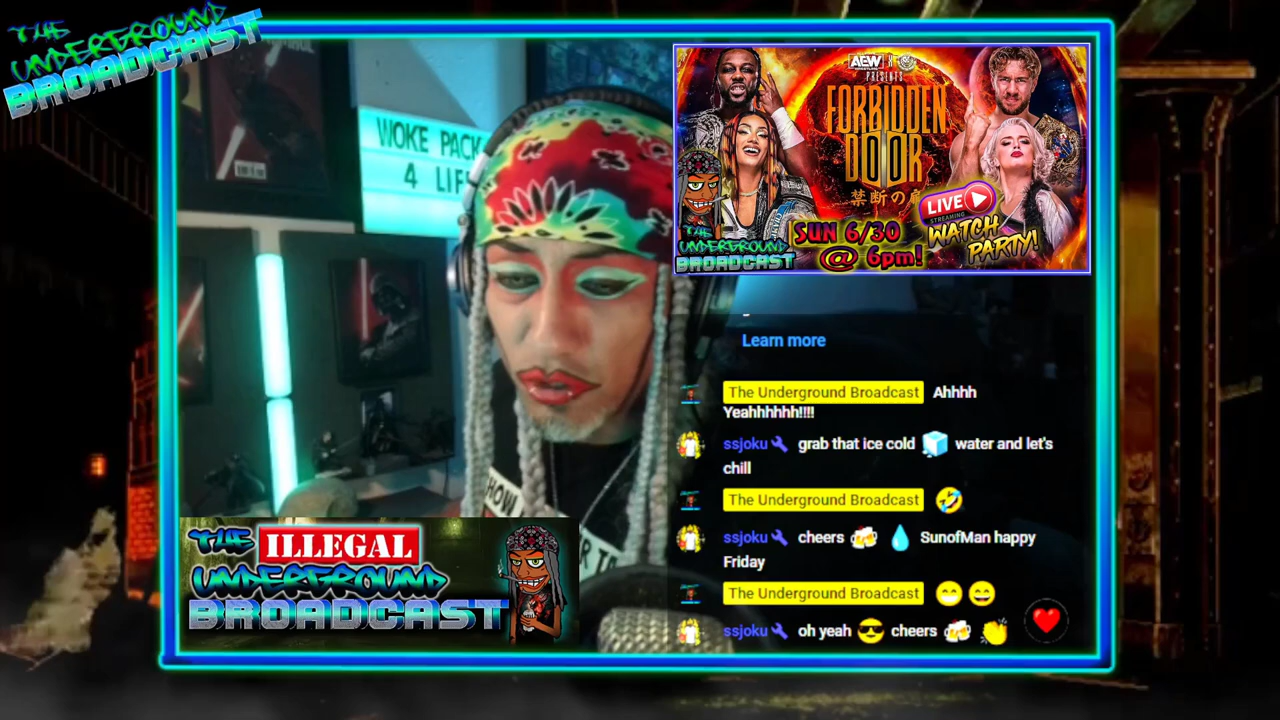 THE
UNDERGROUND
BROADCAST
WOKE PACK
4 LIF
AEW
PRESENTS
FORBIDDEN
DOOR
禁断の
LIVE
STREAMING
WATCH
PARTY!
SUN 6/30
@ 6pm!
THE
UNDERGROUND
BROADCAST
Learn more
The Underground Broadcast Ahhhh
Yeahhhhhh!!!!
ssjoku grab that ice cold 🧊 water and let's
chill
The Underground Broadcast 🤣
ssjoku cheers 🍻 💧 SunofMan happy
Friday
The Underground Broadcast 😁 😄
ssjoku oh yeah 😎 cheers 🍻 👏
HOW
THE ILLEGAL
UNDERGROUND
BROADCAST